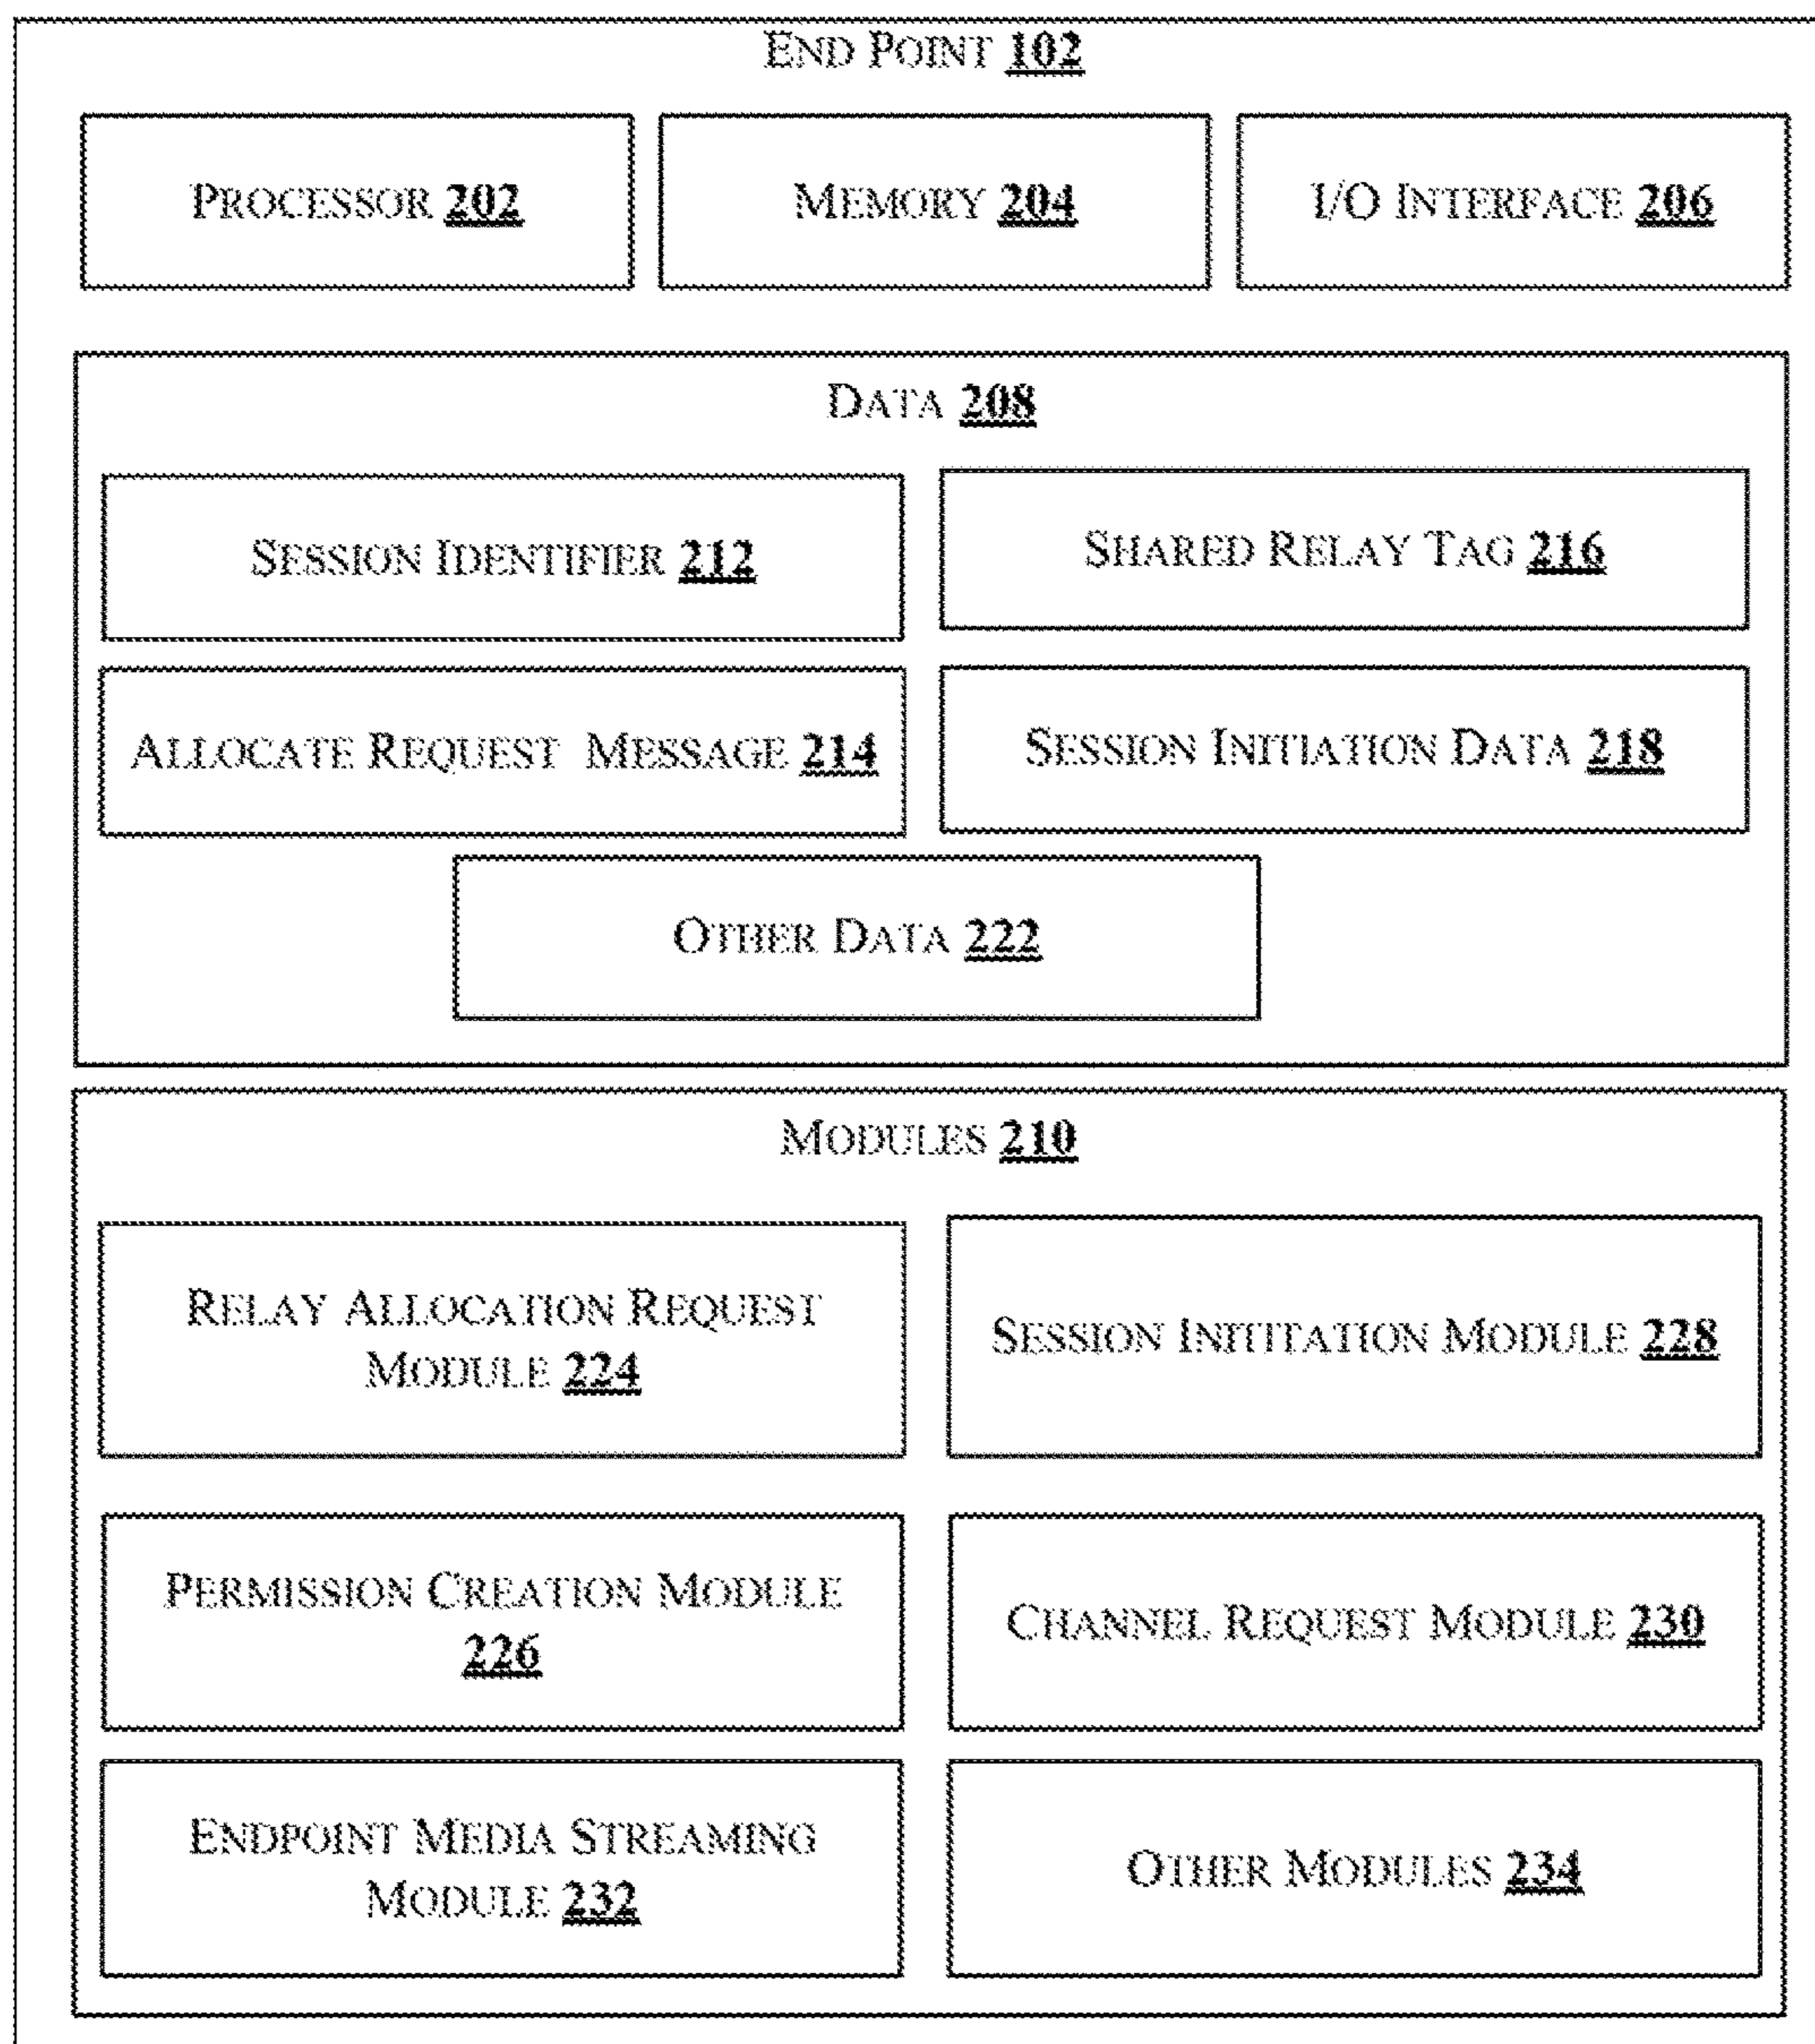 END POINT 102
PROCESSOR 202
MEMORY 204
I/O INTERFACE 206
DATA 208
SESSION IDENTIFIER 212
SHARED RELAY TAG 216
ALLOCATE REQUEST MESSAGE 214
SESSION INITIATION DATA 218
OTHER DATA 222
MODULES 210
RELAY ALLOCATION REQUEST
MODULE 224
SESSION INITITATION MODULE 228
PERMISSION CREATION MODULE
226
CHANNEL REQUEST MODULE 230
ENDPOINT MEDIA STREAMING
MODULE 232
OTHER MODULES 234